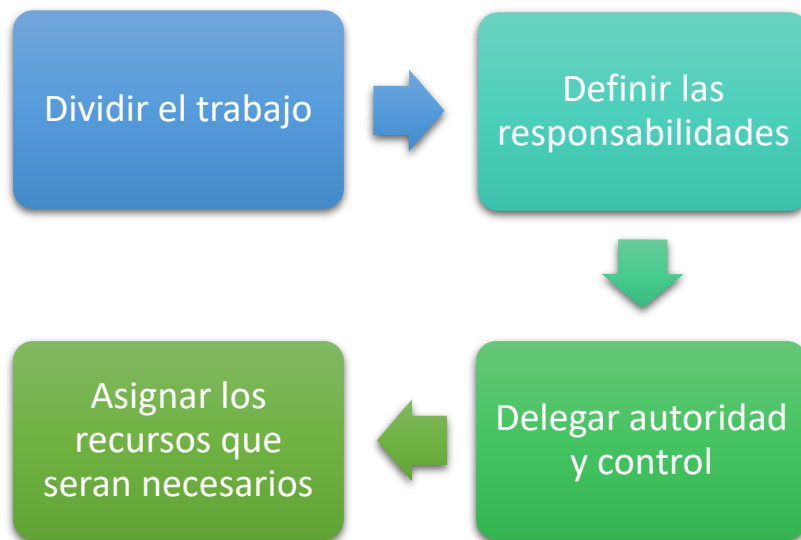 Dividir el trabajo
Definir las
responsabilidades
Delegar autoridad
y control
Asignar los
recursos que
seran necesarios